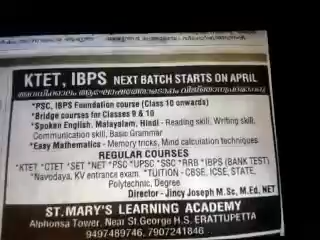 KTET, IBPS NEXT BATCH STARTS ON APRIL
*PSC, IBPS Foundation course (Class 10 onwards)
*Bridge courses for Classes 9 & 10
*Spoken English, Malayalam, Hindi - Reading skill, Writing skill,
Communication skill, Basic Grammar
*Easy Mathematics - Memory tricks, Mind calculation techniques
REGULAR COURSES
*KTET *CTET *SET *NET *PSC *UPSC *SSC *RRB *IBPS (BANK TEST)
*Navodaya, KV entrance exam. *TUITION - CBSE, ICSE, STATE,
Polytechnic, Degree
Director - Jincy Joseph M.Sc, M.Ed, NET
ST.MARY'S LEARNING ACADEMY
Alphonsa Tower, Near St.George H.S. ERATTUPETTA
9497489746, 7907241846